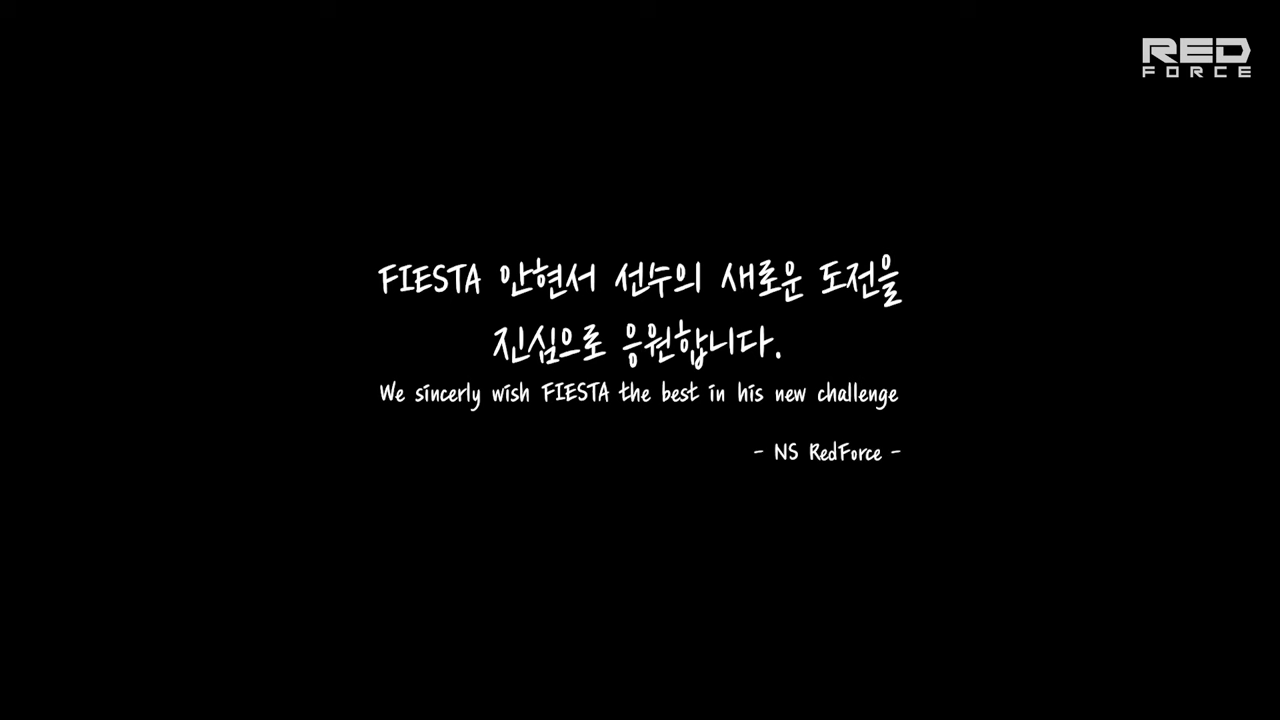 RED
FORCE
FIESTA 안현서 선수의 새로운 도전을
진심으로 응원합니다.
We sincerly wish FIESTA the best in his new challenge
- NS RedForce -